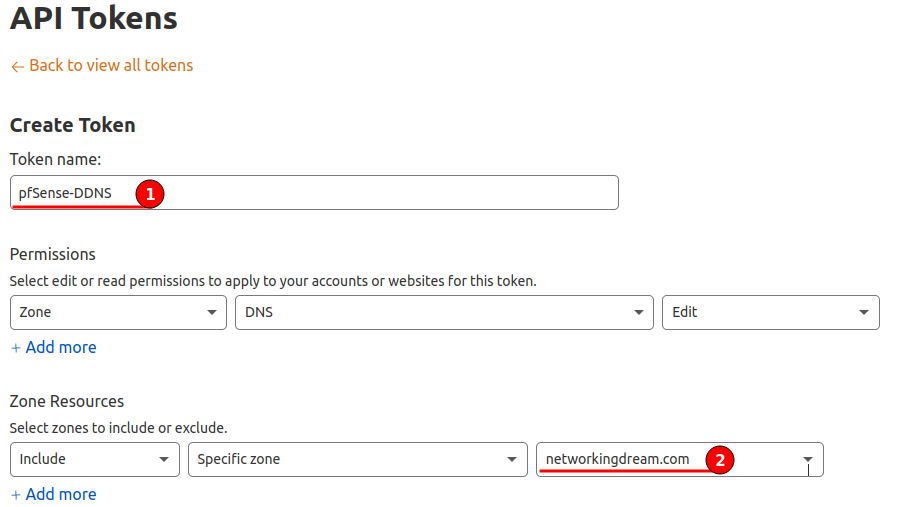 API Tokens
← Back to view all tokens
Create Token
Token name:
pfSense-DDNS 1
Permissions
Select edit or read permissions to apply to your accounts or websites for this token.
Zone DNS Edit
+ Add more
Zone Resources
Select zones to include or exclude.
Include Specific zone networkingdream.com 2
+ Add more